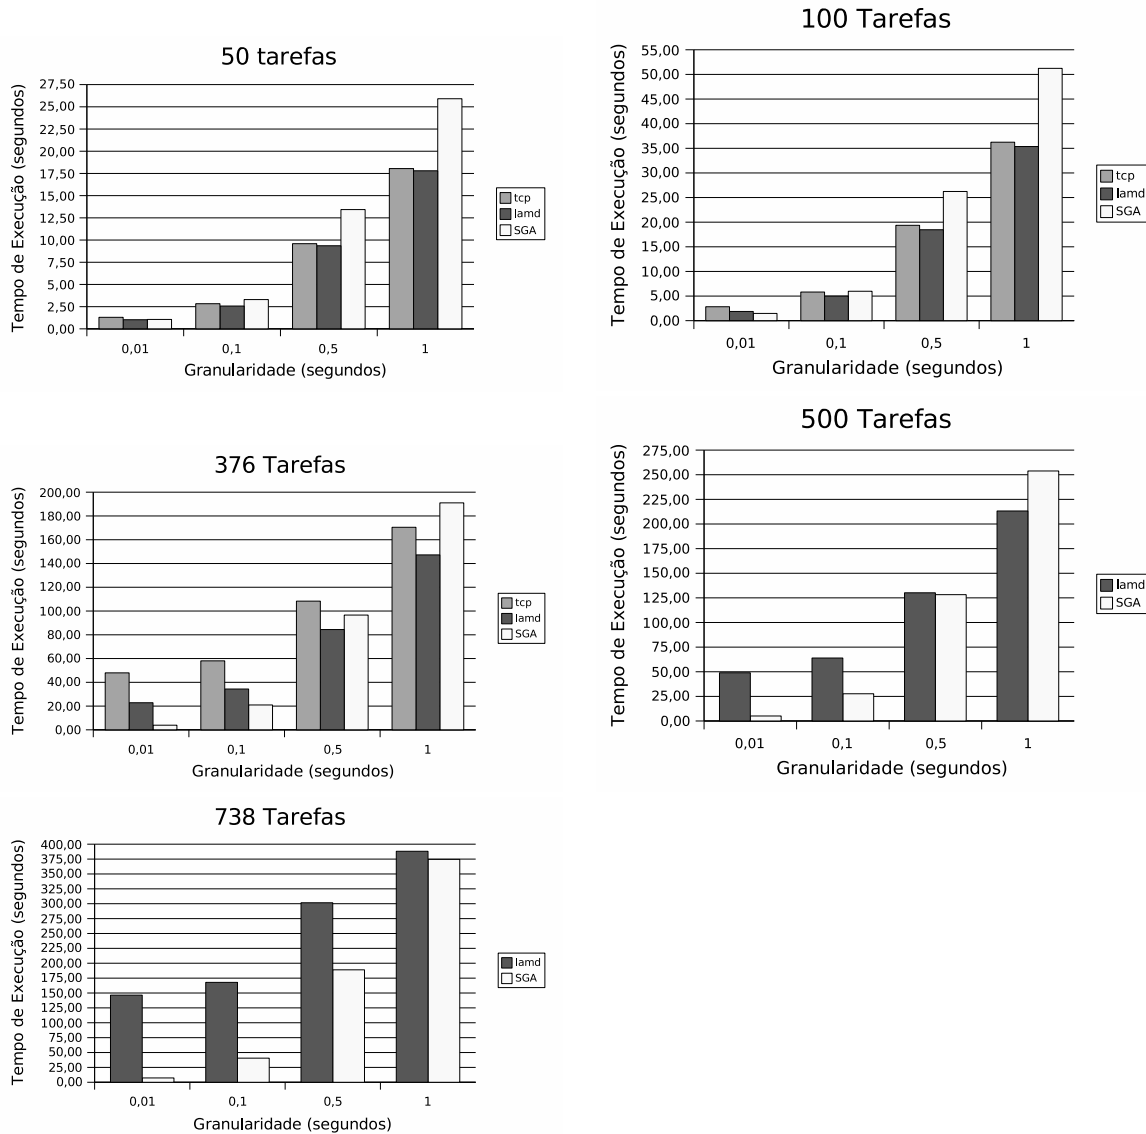 50 tarefas
Tempo de Execução (segundos)
27,50
25,00
22,50
20,00
17,50
15,00
12,50
10,00
7,50
5,00
2,50
0,00
0,01 0,1 0,5 1
Granularidade (segundos)
tcp
lamd
SGA
100 Tarefas
Tempo de Execução (segundos)
55,00
50,00
45,00
40,00
35,00
30,00
25,00
20,00
15,00
10,00
5,00
0,00
0,01 0,1 0,5 1
Granularidade (segundos)
tcp
lamd
SGA
376 Tarefas
Tempo de Execução (segundos)
200,00
180,00
160,00
140,00
120,00
100,00
80,00
60,00
40,00
20,00
0,00
0,01 0,1 0,5 1
Granularidade (segundos)
tcp
lamd
SGA
500 Tarefas
Tempo de Execução (segundos)
275,00
250,00
225,00
200,00
175,00
150,00
125,00
100,00
75,00
50,00
25,00
0,00
0,01 0,1 0,5 1
Granularidade (segundos)
lamd
SGA
738 Tarefas
Tempo de Execução (segundos)
400,00
375,00
350,00
325,00
300,00
275,00
250,00
225,00
200,00
175,00
150,00
125,00
100,00
75,00
50,00
25,00
0,00
0,01 0,1 0,5 1
Granularidade (segundos)
lamd
SGA